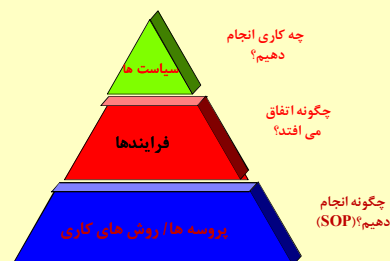 چه کاری انجام
دهیم؟
سیاست ها
چگونه اتفاق
می افتد؟
فرایندها
چگونه انجام
دهیم؟(SOP)
پروسه ها/ روش های کاری